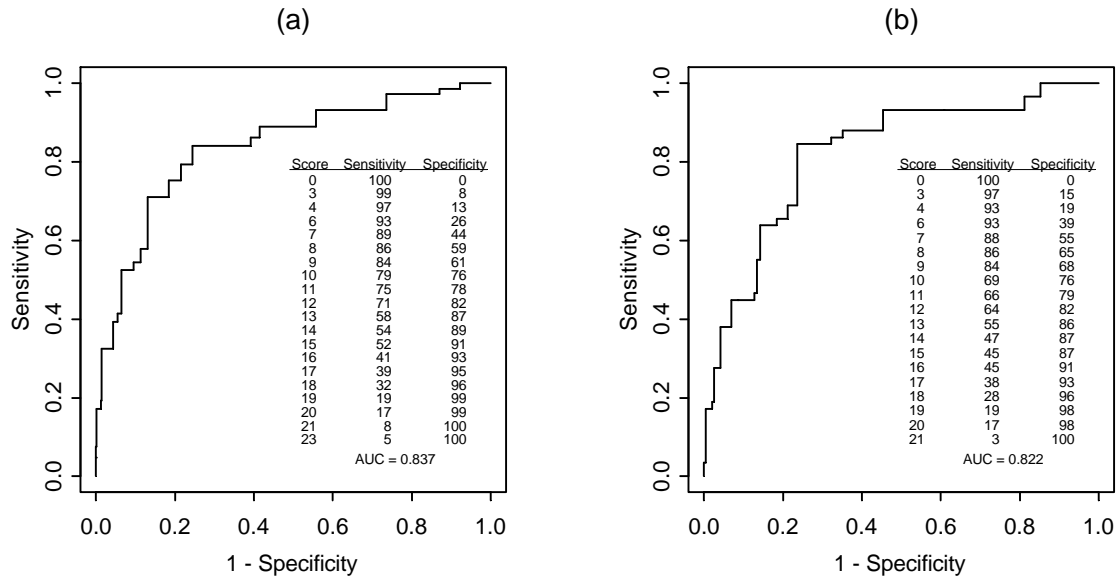 (a)
Sensitivity
1.0
0.8
0.6
0.4
0.2
0.0
Score Sensitivity Specificity
0 100 0
3 99 8
4 97 13
6 93 26
7 89 44
8 86 59
9 84 61
10 79 76
11 75 78
12 71 82
13 58 87
14 54 89
15 52 91
16 41 93
17 39 95
18 32 96
19 19 99
20 17 99
21 8 100
23 5 100
AUC = 0.837
0.0 0.2 0.4 0.6 0.8 1.0
1 - Specificity
(b)
Sensitivity
1.0
0.8
0.6
0.4
0.2
0.0
Score Sensitivity Specificity
0 100 0
3 97 15
4 93 19
6 93 39
7 88 55
8 86 65
9 84 68
10 69 76
11 66 79
12 64 82
13 55 86
14 47 87
15 45 87
16 45 91
17 38 93
18 28 96
19 19 98
20 17 98
21 3 100
AUC = 0.822
0.0 0.2 0.4 0.6 0.8 1.0
1 - Specificity